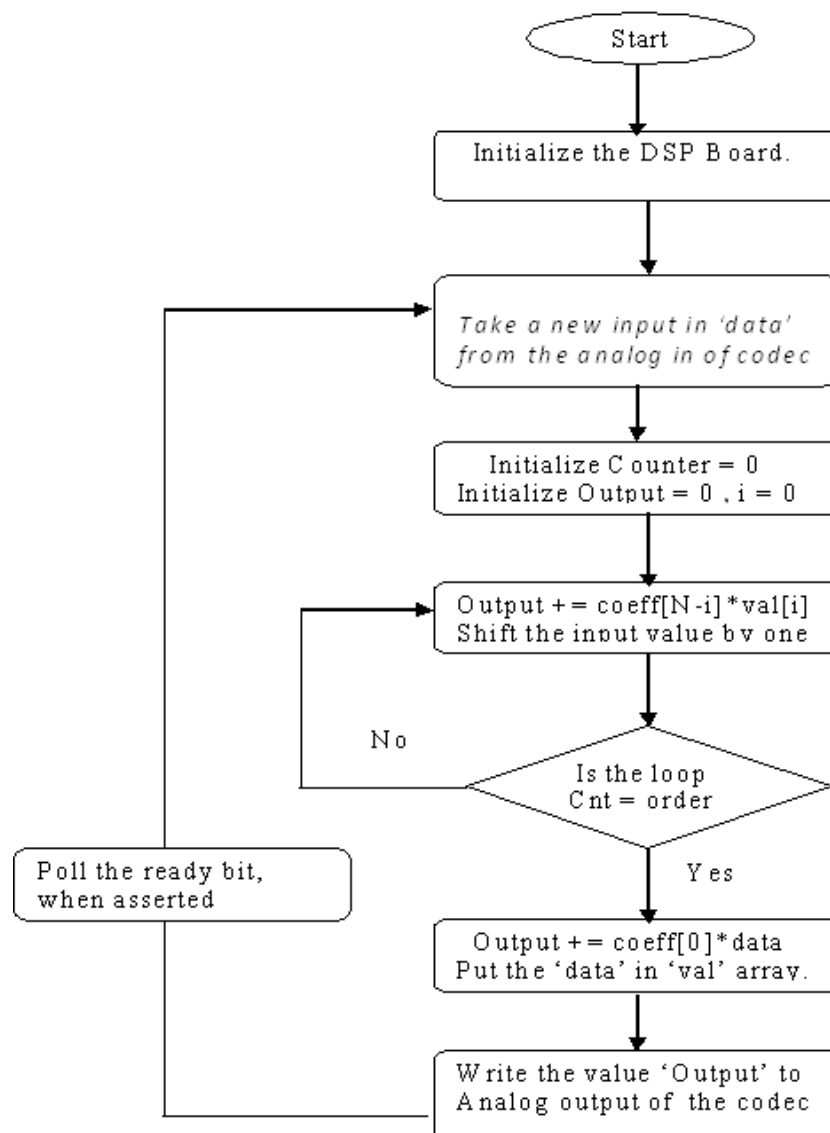 Start
Initialize the DSP Board.
Take a new input in ‘data’
from the analog in of codec
Initialize Counter = 0
Initialize Output = 0 , i = 0
Output += coeff[N-i]*val[i]
Shift the input value by one
No
Is the loop
Cnt = order
Poll the ready bit,
when asserted
Yes
Output += coeff[0]*data
Put the ‘data’ in ‘val’ array.
Write the value ‘Output’ to
Analog output of the codec